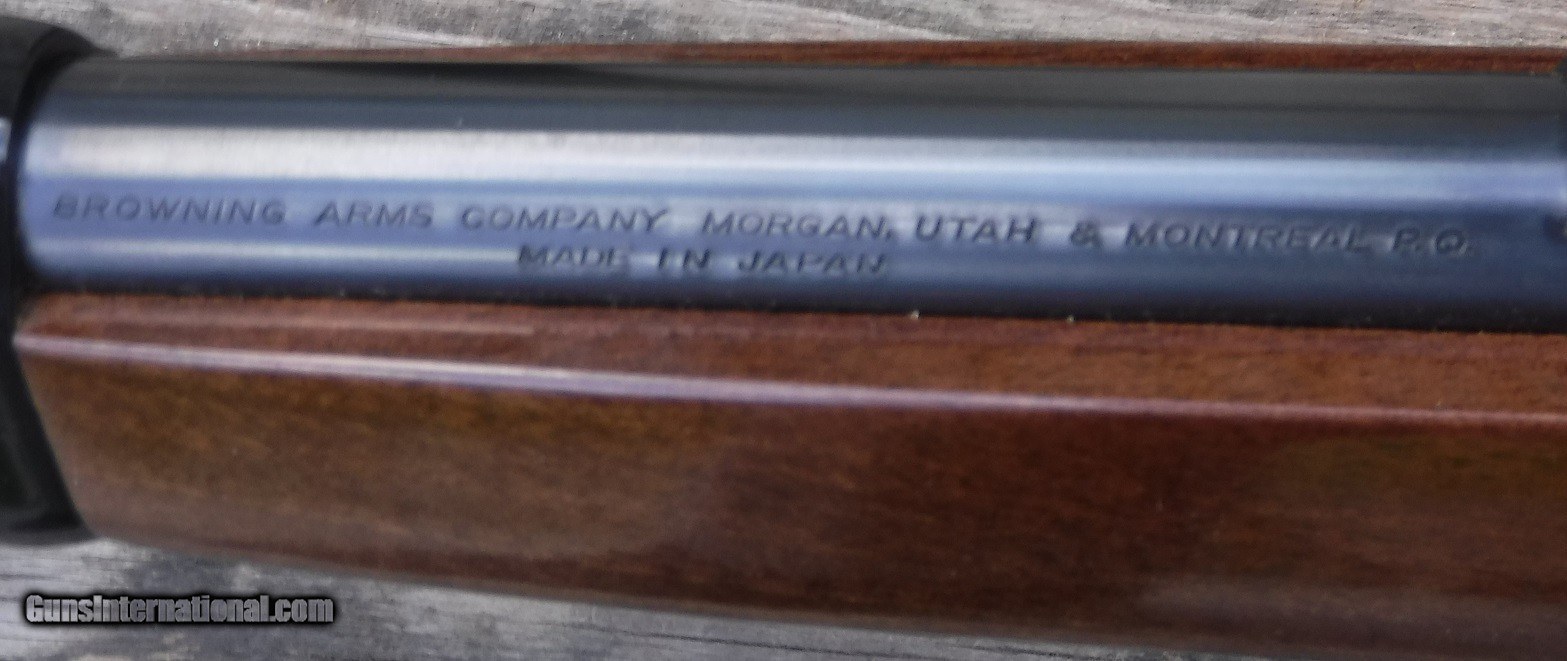 BROWNING ARMS COMPANY MORGAN, UTAH & MONTREAL P.Q.
MADE IN JAPAN
GunsInternational.com